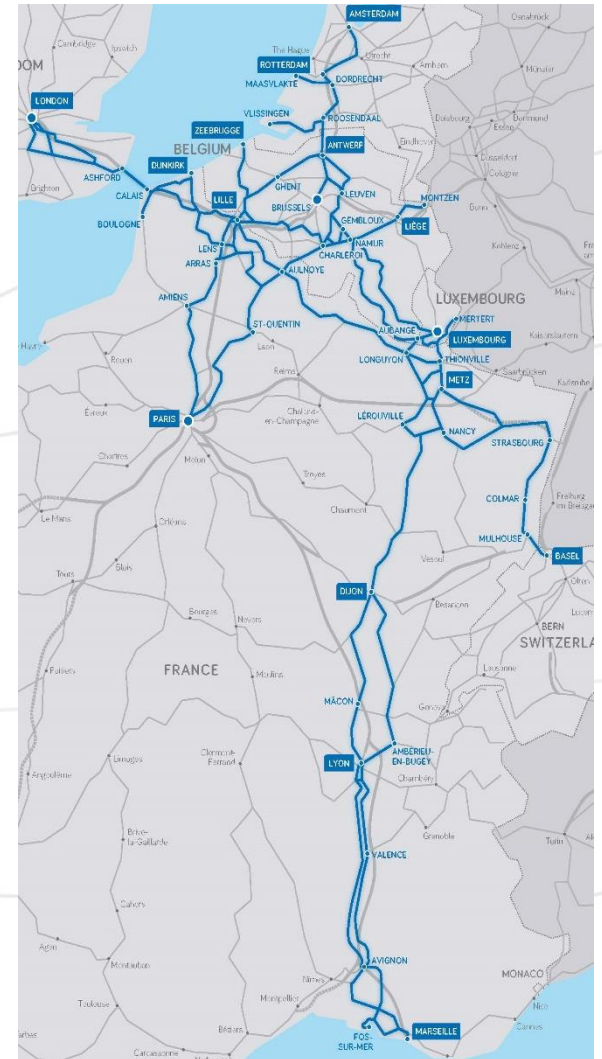 AMSTERDAM
Osnabrück
Cambridge
Ipswich
The Hague
Utrecht
ROTTERDAM
Arnhem
Münster
DOM
MAASVLAKTE
DORDRECHT
LONDON
VLISSINGEN
ROOSENDAAL
Duisburg
Dortmund
Essen
ZEEBRUGGE
Eindhoven
Düsseldorf
BELGIUM
ANTWERP
Cologne
Brighton
ASHFORD
DUNKIRK
GHENT
LEUVEN
MONTZEN
Bonn
CALAIS
LILLE
BRUSSELS
GEMBLOUX
LIÈGE
BOULOGNE
NAMUR
Koblenz
LENS
CHARLEROI
ARRAS
AULNOYE
LUXEMBOURG
Mainz
AMIENS
MERTERT
ST-QUENTIN
AUBANGE
LUXEMBOURG
Kaiserslautern
Laon
LONGUYON
THIONVILLE
Rouen
Reims
Saarbrücken
METZ
Karlsruhe
Évreux
PARIS
Châlons-
en-Champagne
LÉROUVILLE
NANCY
STRASBOURG
Chartres
Melun
Troyes
COLMAR
Freiburg
im Breisgau
Chaumont
Le Mans
Orléans
MULHOUSE
Vesoul
BASEL
Blois
Tours
DIJON
Olten
Besançon
Bourges
Nevers
BERN
SWITZERLA
Poitiers
FRANCE
Moulins
Lausanne
MÂCON
Geneva
AMBÉRIEU-
EN-BUGEY
Limoges
Clermont-
Ferrand
LYON
Angoulême
Chambéry
Grenoble
Brive-
la-Gaillarde
Turin
VALENCE
Cahors
Agen
AVIGNON
Montauban
MONACO
Nîmes
Nice
Toulouse
Montpellier
Cannes
Béziers
FOS-
SUR-MER
MARSEILLE
Carcassonne